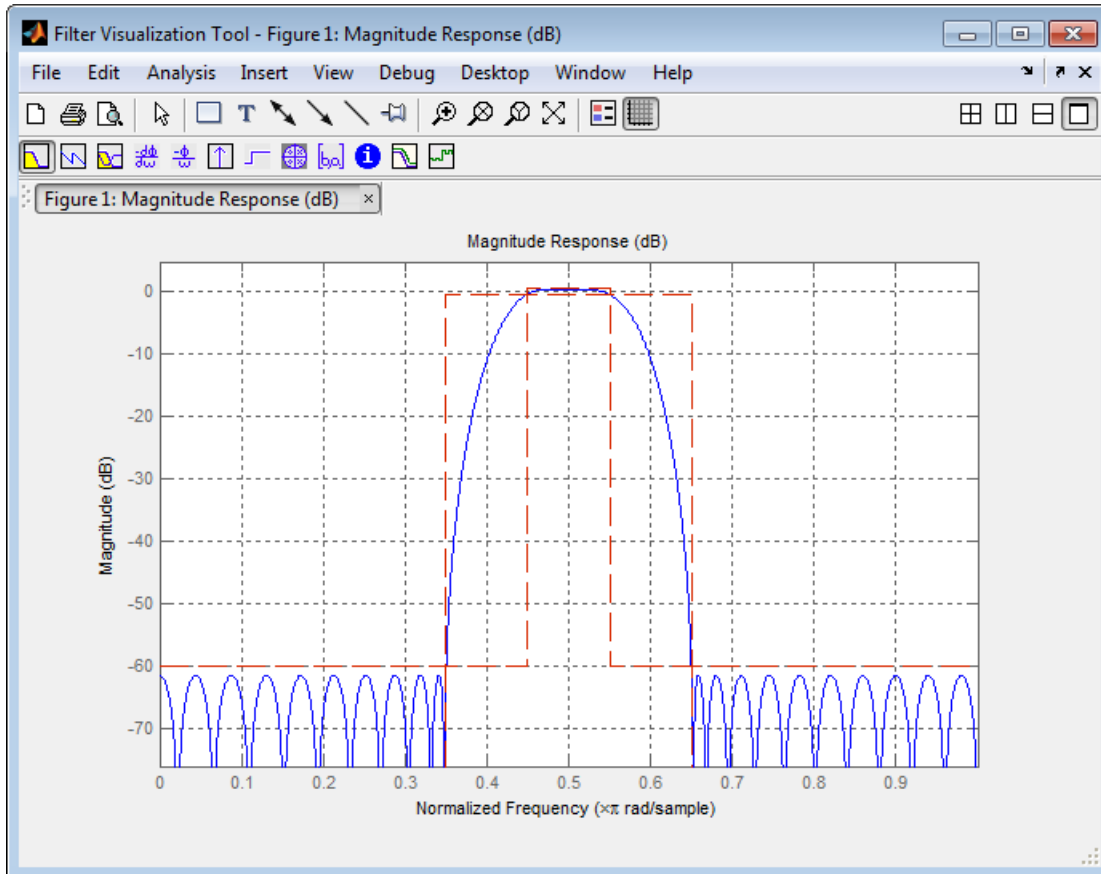 Filter Visualization Tool - Figure 1: Magnitude Response (dB)
File Edit Analysis Insert View Debug Desktop Window Help
T
[b,a] i
Figure 1: Magnitude Response (dB) ×
Magnitude Response (dB)
0
-10
-20
-30
-40
-50
-60
-70
Magnitude (dB)
0 0.1 0.2 0.3 0.4 0.5 0.6 0.7 0.8 0.9
Normalized Frequency (×π rad/sample)